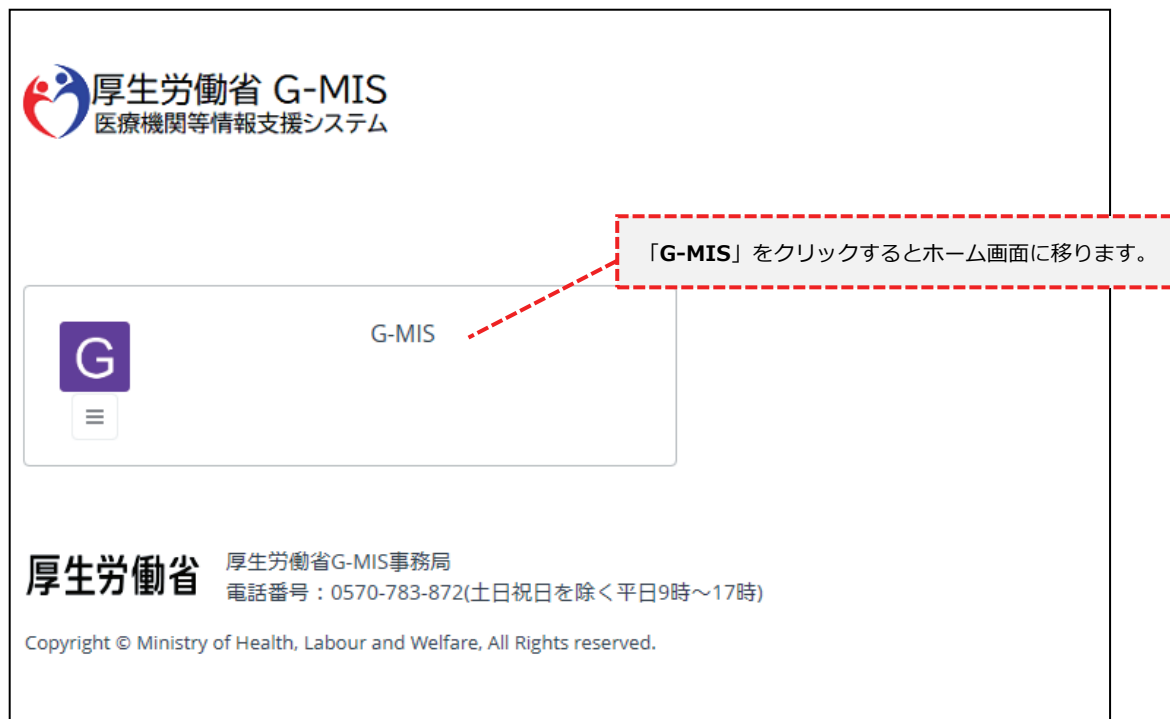 厚生労働省 G-MIS
医療機関等情報支援システム
「G-MIS」をクリックするとホーム画面に移ります。
G-MIS
G
厚生労働省
厚生労働省G-MIS事務局
電話番号：0570-783-872(土日祝日を除く平日9時～17時)
Copyright © Ministry of Health, Labour and Welfare, All Rights reserved.